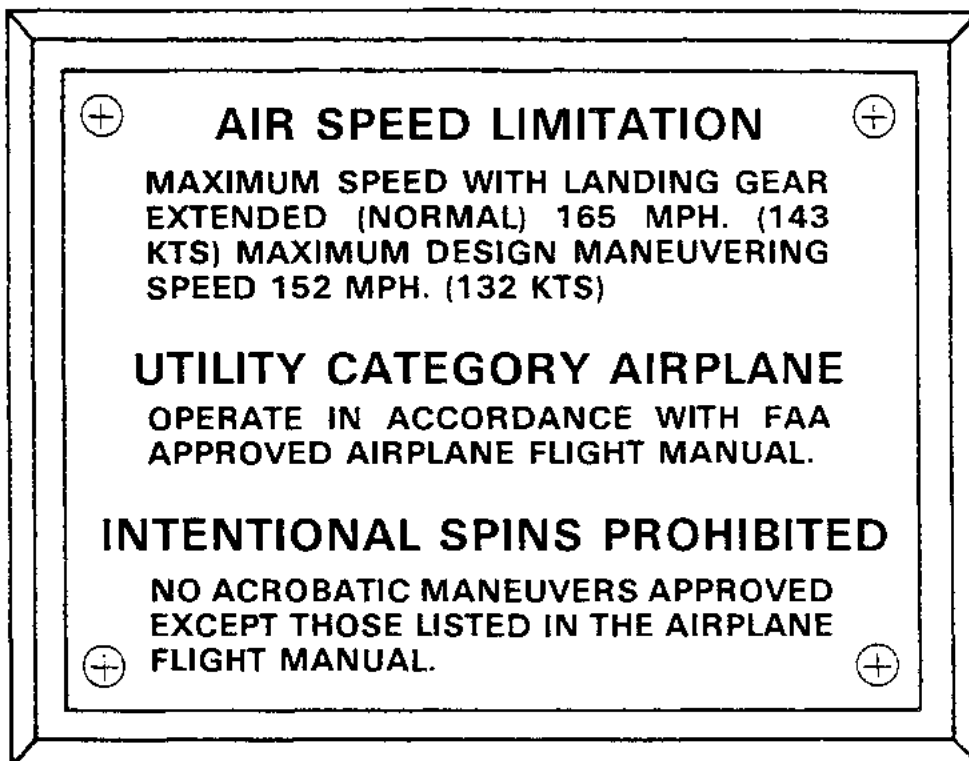 AIR SPEED LIMITATION
MAXIMUM SPEED WITH LANDING GEAR
EXTENDED (NORMAL) 165 MPH. (143
KTS) MAXIMUM DESIGN MANEUVERING
SPEED 152 MPH. (132 KTS)
UTILITY CATEGORY AIRPLANE
OPERATE IN ACCORDANCE WITH FAA
APPROVED AIRPLANE FLIGHT MANUAL.
INTENTIONAL SPINS PROHIBITED
NO ACROBATIC MANEUVERS APPROVED
EXCEPT THOSE LISTED IN THE AIRPLANE
FLIGHT MANUAL.